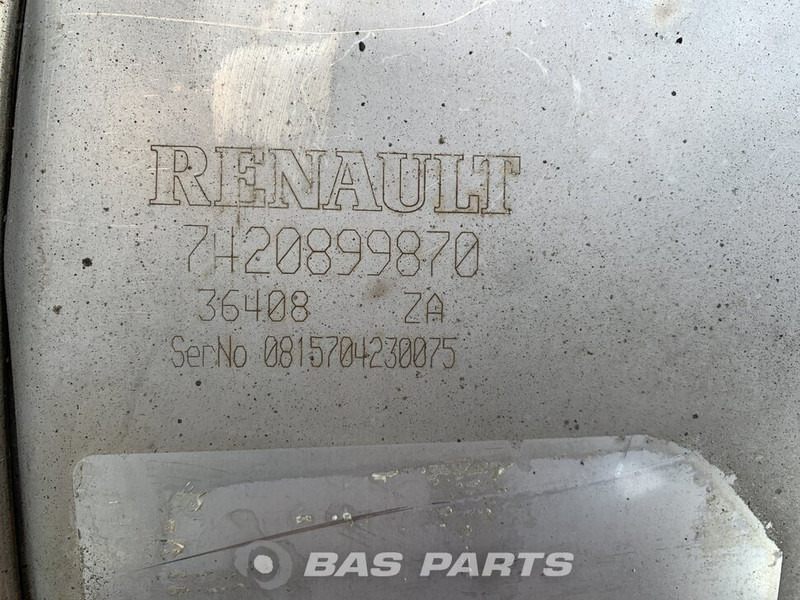 RENAULT
7420899870
36408 ZA
SerNo 0815704230075
BAS PARTS